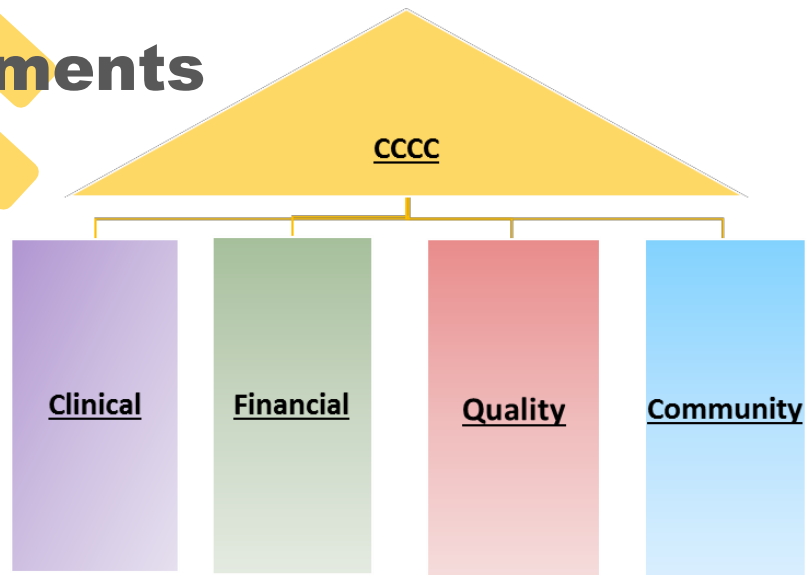 ments
CCCC
Clinical
Financial
Quality
Community